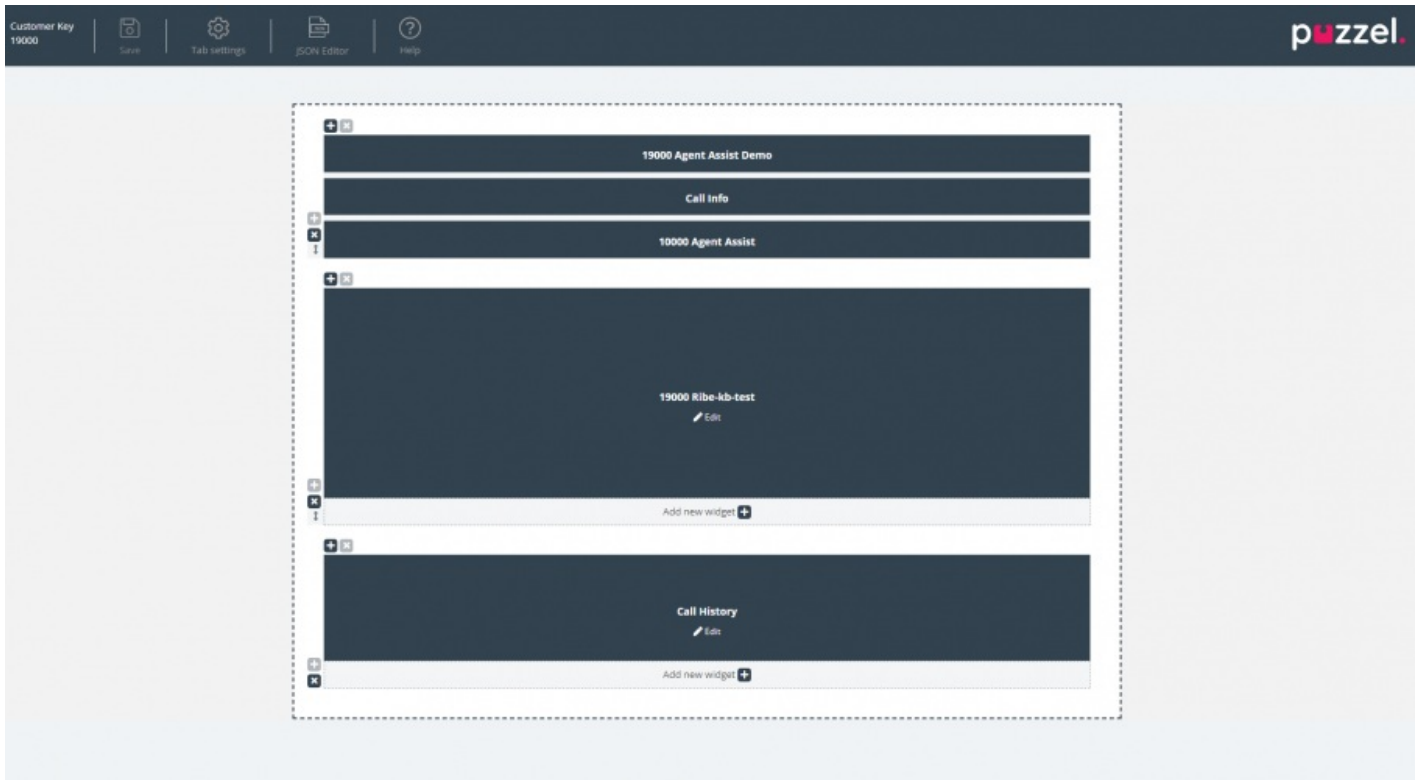 Customer Key
19000
Save
Tab settings
JSON Editor
Help
puzzel.
19000 Agent Assist Demo
Call Info
10000 Agent Assist
19000 Ribe-kb-test
Edit
Add new widget
Call History
Edit
Add new widget